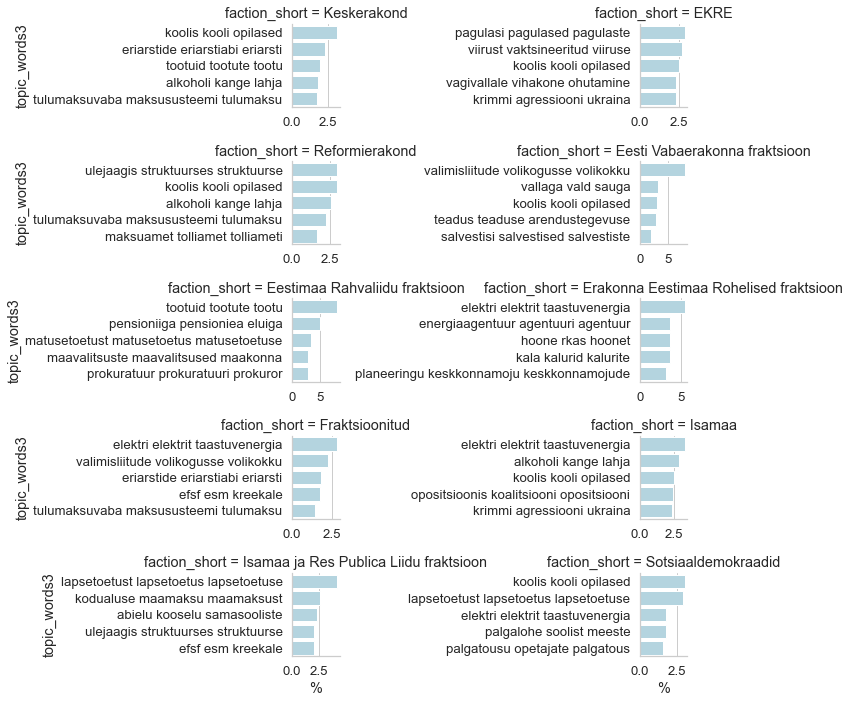 faction_short = Keskerakond
topic_words3
koolis kooli opilased
eriarstide eriarstiabi eriarsti
tootuid tootute tootu
alkoholi kange lahja
tulumaksuvaba maksususteemi tulumaksu
0.0 2.5
faction_short = EKRE
pagulasi pagulased pagulaste
viirust vaktsineeritud viiruse
koolis kooli opilased
vagivallale vihakone ohutamine
krimmi agressiooni ukraina
0.0 2.5
faction_short = Reformierakond
topic_words3
ulejaagis struktuurses struktuurse
koolis kooli opilased
alkoholi kange lahja
tulumaksuvaba maksususteemi tulumaksu
maksuamet tolliamet tolliameti
0.0 2.5
faction_short = Eesti Vabaerakonna fraktsioon
valimisliitude volikogusse volikokku
vallaga vald sauga
koolis kooli opilased
teadus teaduse arendustegevuse
salvestisi salvestised salvestiste
0 5
faction_short = Eestimaa Rahvaliidu fraktsioon
topic_words3
tootuid tootute tootu
pensioniiga pensioniea eluiga
matusetoetust matusetoetus matusetoetuse
maavalitsuste maavalitsused maakonna
prokuratuur prokuratuuri prokuror
0 5
faction_short = Erakonna Eestimaa Rohelised fraktsioon
elektri elektrit taastuvenergia
energiaagentuur agentuuri agentuur
hoone rkas hoonet
kala kalurid kalurite
planeeringu keskkonnamoju keskkonnamojude
0 5
faction_short = Fraktsioonitud
topic_words3
elektri elektrit taastuvenergia
valimisliitude volikogusse volikokku
eriarstide eriarstiabi eriarsti
efsf esm kreekale
tulumaksuvaba maksususteemi tulumaksu
0.0 2.5
faction_short = Isamaa
elektri elektrit taastuvenergia
alkoholi kange lahja
koolis kooli opilased
opositsioonis koalitsiooni opositsiooni
krimmi agressiooni ukraina
0.0 2.5
faction_short = Isamaa ja Res Publica Liidu fraktsioon
topic_words3
lapsetoetust lapsetoetus lapsetoetuse
kodualuse maamaksu maamaksust
abielu kooselu samasooliste
ulejaagis struktuurses struktuurse
efsf esm kreekale
0.0 2.5
%
faction_short = Sotsiaaldemokraadid
koolis kooli opilased
lapsetoetust lapsetoetus lapsetoetuse
elektri elektrit taastuvenergia
palgalohe soolist meeste
palgatousu opetajate palgatous
0.0 2.5
%